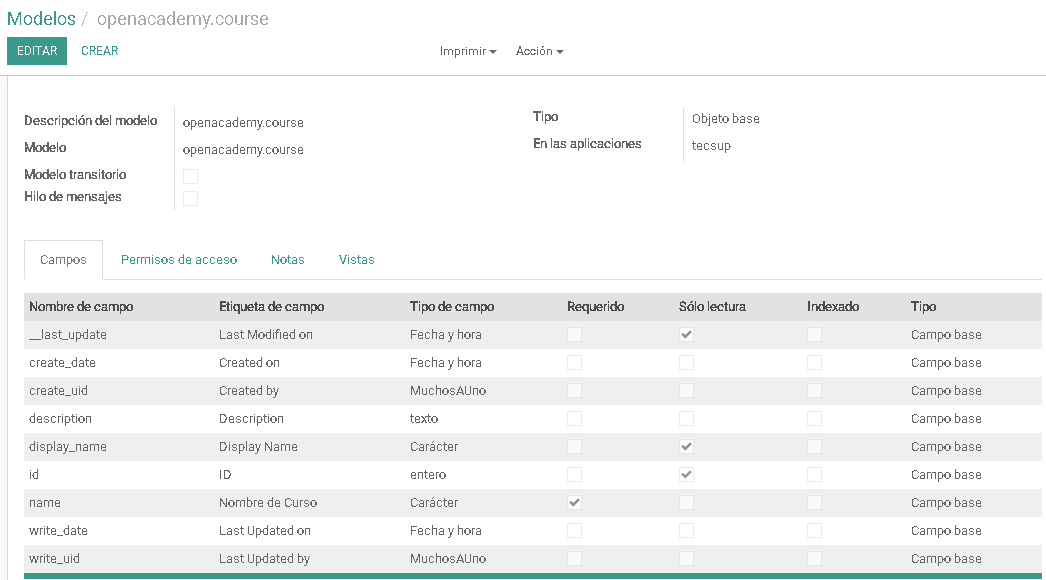 Modelos / openacademy.course
EDITAR CREAR Imprimir Acción
Descripción del modelo openacademy.course Tipo Objeto base
Modelo openacademy.course En las aplicaciones tecsup
Modelo transitorio
Hilo de mensajes
Campos Permisos de acceso Notas Vistas
Nombre de campo Etiqueta de campo Tipo de campo Requerido Sólo lectura Indexado Tipo
__last_update Last Modified on Fecha y hora Campo base
create_date Created on Fecha y hora Campo base
create_uid Created by MuchosAUno Campo base
description Description texto Campo base
display_name Display Name Carácter Campo base
id ID entero Campo base
name Nombre de Curso Carácter Campo base
write_date Last Updated on Fecha y hora Campo base
write_uid Last Updated by MuchosAUno Campo base